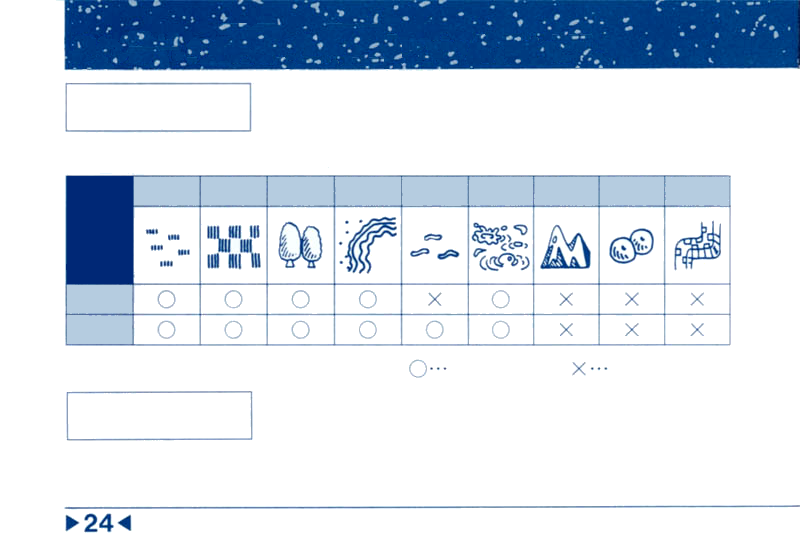 ○ ○ ○ ○ × ○ × × ×
○ ○ ○ ○ ○ ○ × × ×
○… ×…
▶24◀